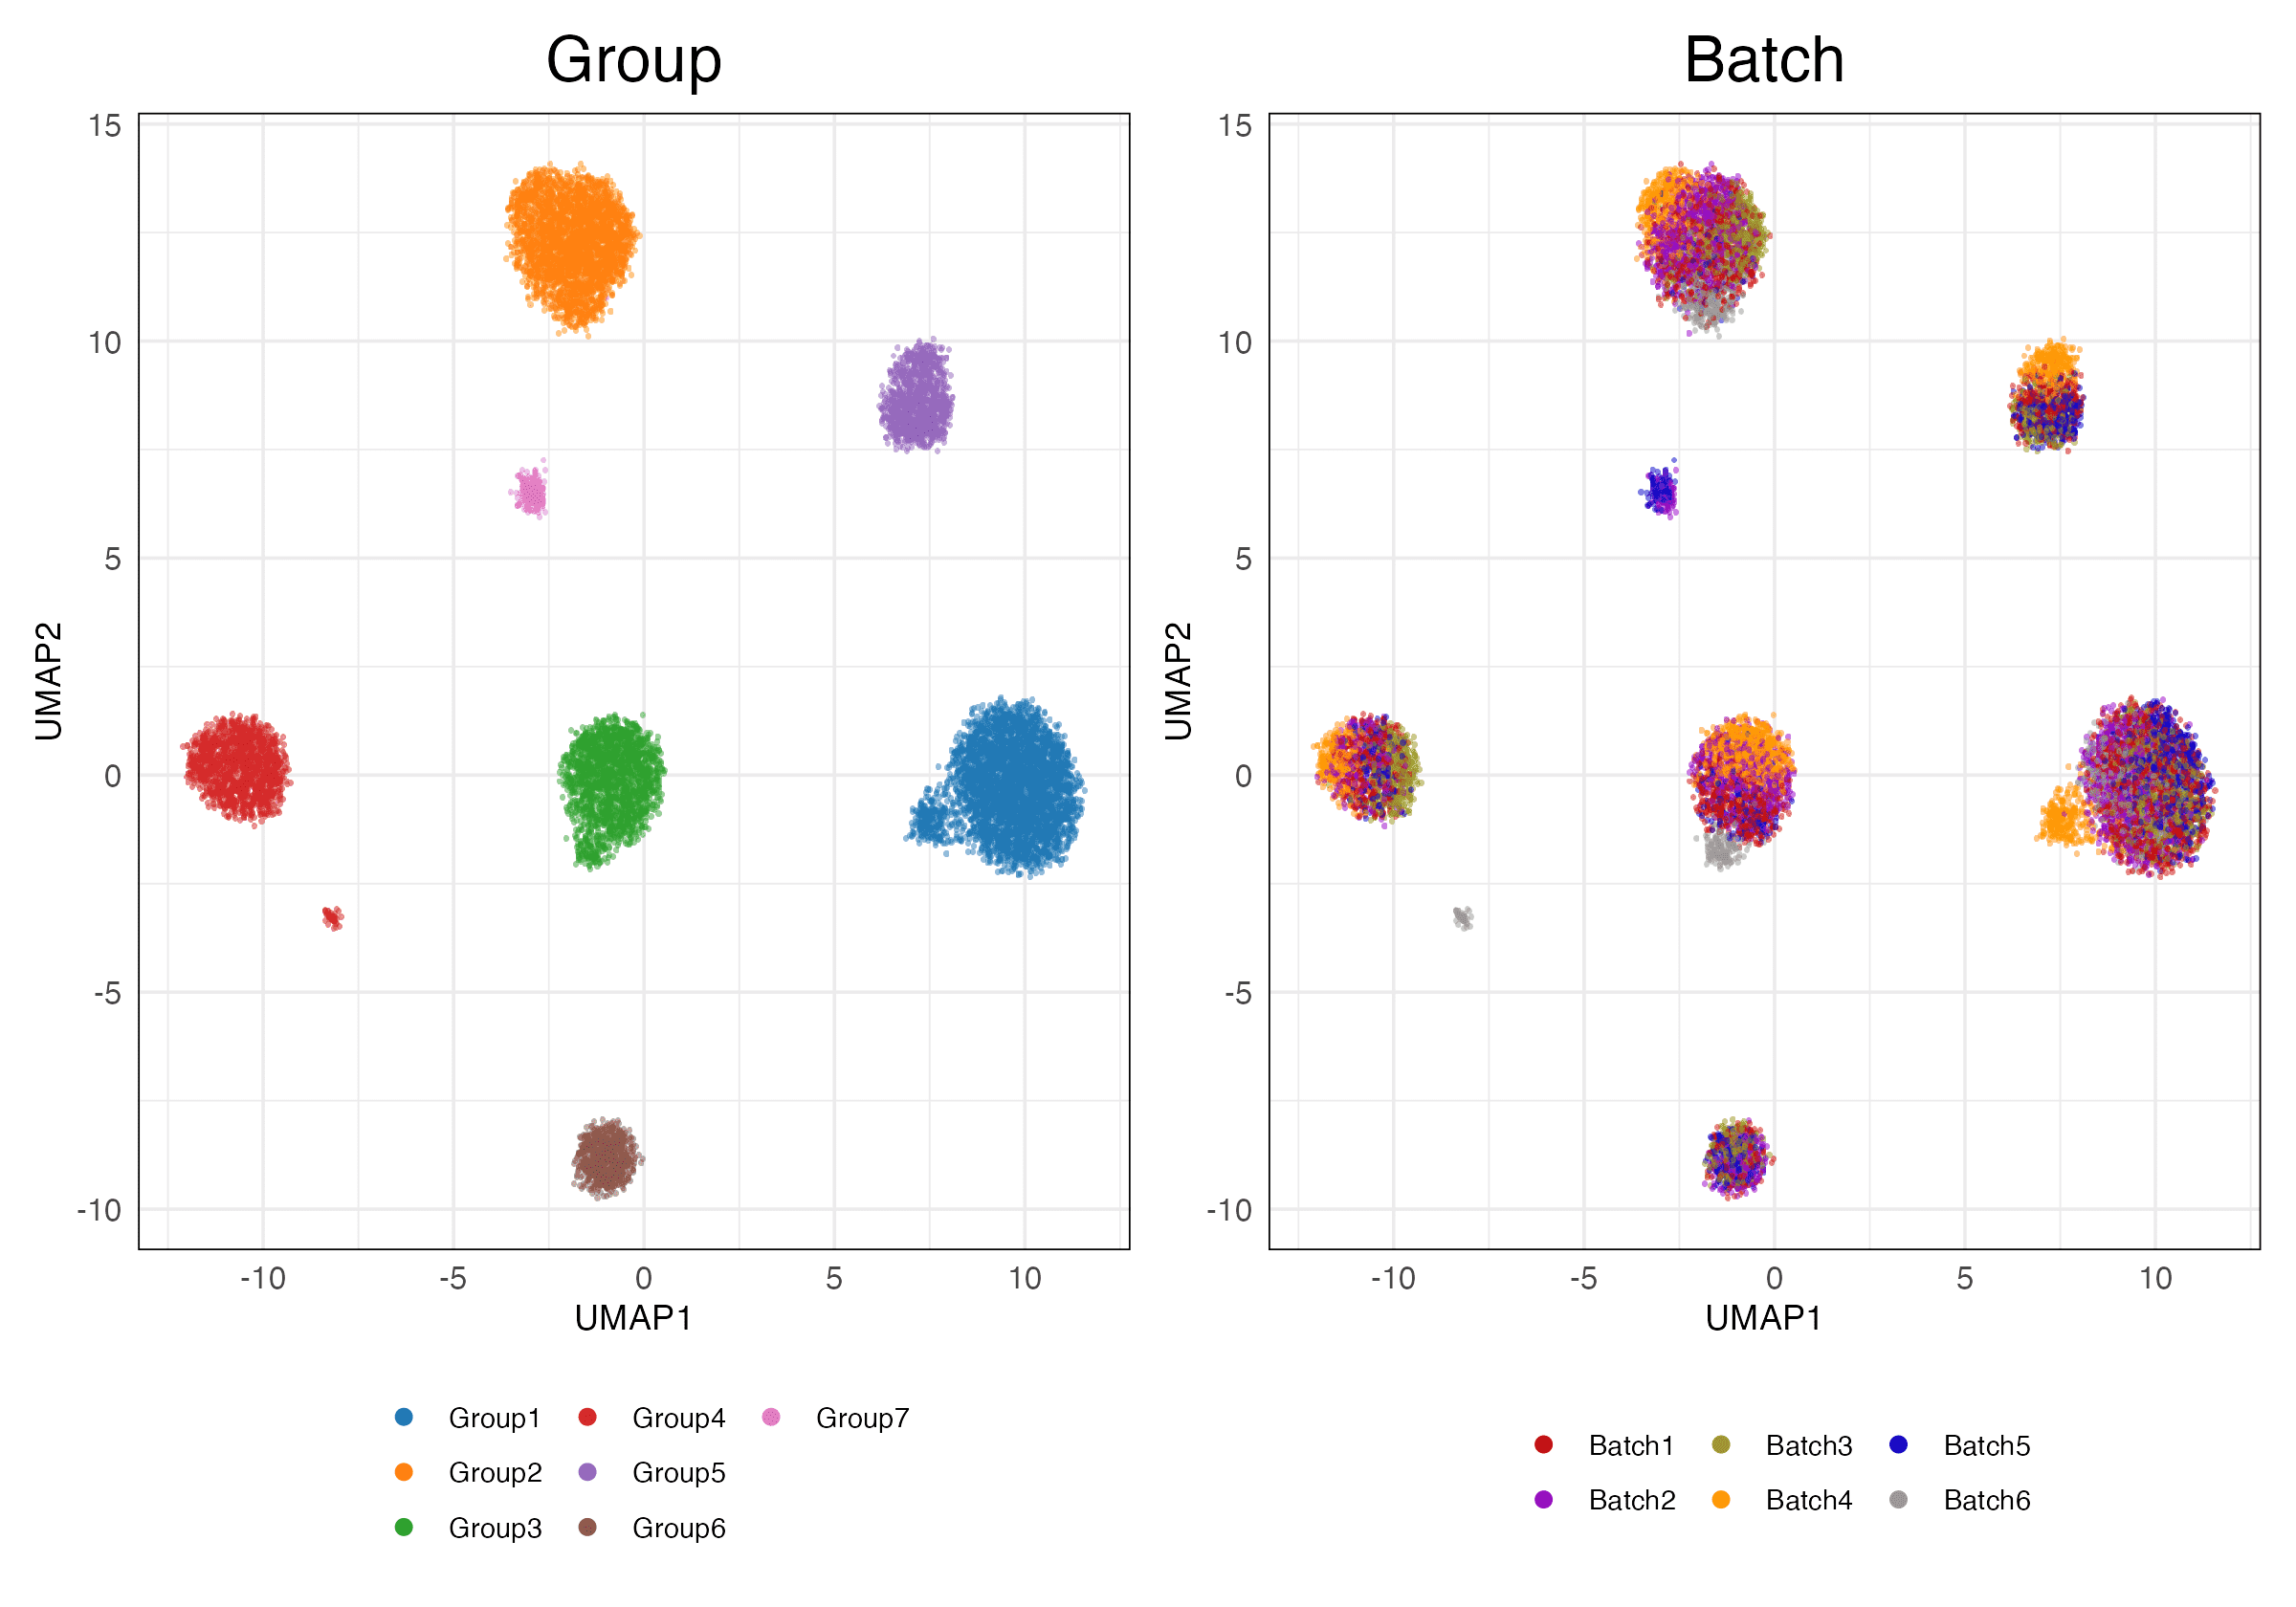 Group
Batch
15
10
5
0
-5
-10
UMAP2
-10 -5 0 5 10
UMAP1
15
10
5
0
-5
-10
UMAP2
-10 -5 0 5 10
UMAP1
Group1 Group4 Group7
Group2 Group5
Group3 Group6
Batch1 Batch3 Batch5
Batch2 Batch4 Batch6